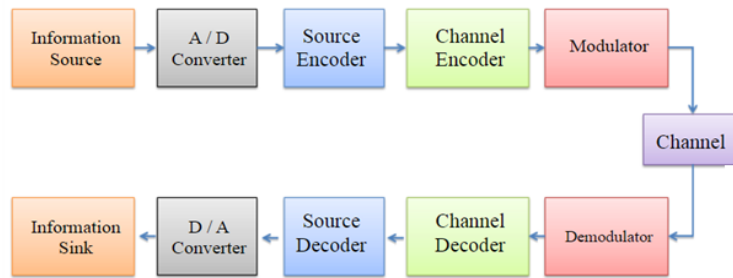 Information
Source
A / D
Converter
Source
Encoder
Channel
Encoder
Modulator
Channel
Information
Sink
D / A
Converter
Source
Decoder
Channel
Decoder
Demodulator